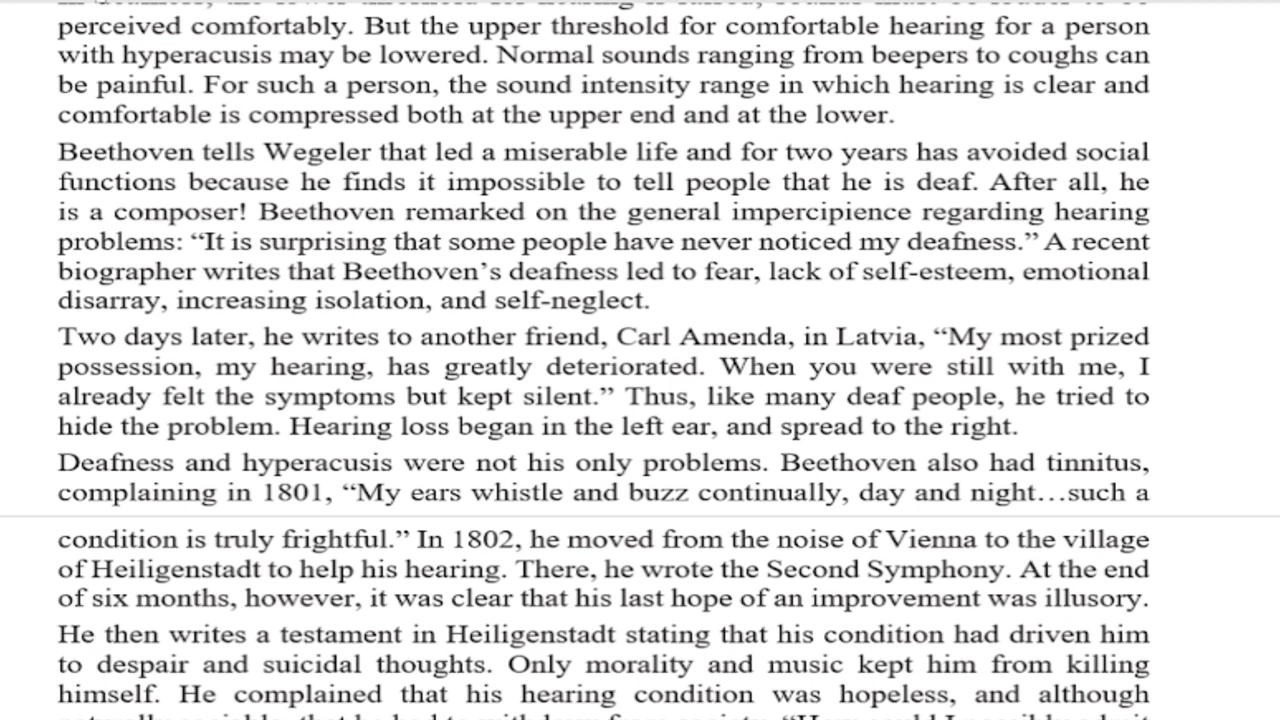 perceived comfortably. But the upper threshold for comfortable hearing for a person
with hyperacusis may be lowered. Normal sounds ranging from beepers to coughs can
be painful. For such a person, the sound intensity range in which hearing is clear and
comfortable is compressed both at the upper end and at the lower.
Beethoven tells Wegeler that led a miserable life and for two years has avoided social
functions because he finds it impossible to tell people that he is deaf. After all, he
is a composer! Beethoven remarked on the general impercipience regarding hearing
problems: “It is surprising that some people have never noticed my deafness.” A recent
biographer writes that Beethoven’s deafness led to fear, lack of self-esteem, emotional
disarray, increasing isolation, and self-neglect.
Two days later, he writes to another friend, Carl Amenda, in Latvia, “My most prized
possession, my hearing, has greatly deteriorated. When you were still with me, I
already felt the symptoms but kept silent.” Thus, like many deaf people, he tried to
hide the problem. Hearing loss began in the left ear, and spread to the right.
Deafness and hyperacusis were not his only problems. Beethoven also had tinnitus,
complaining in 1801, “My ears whistle and buzz continually, day and night…such a
condition is truly frightful.” In 1802, he moved from the noise of Vienna to the village
of Heiligenstadt to help his hearing. There, he wrote the Second Symphony. At the end
of six months, however, it was clear that his last hope of an improvement was illusory.
He then writes a testament in Heiligenstadt stating that his condition had driven him
to despair and suicidal thoughts. Only morality and music kept him from killing
himself. He complained that his hearing condition was hopeless, and although